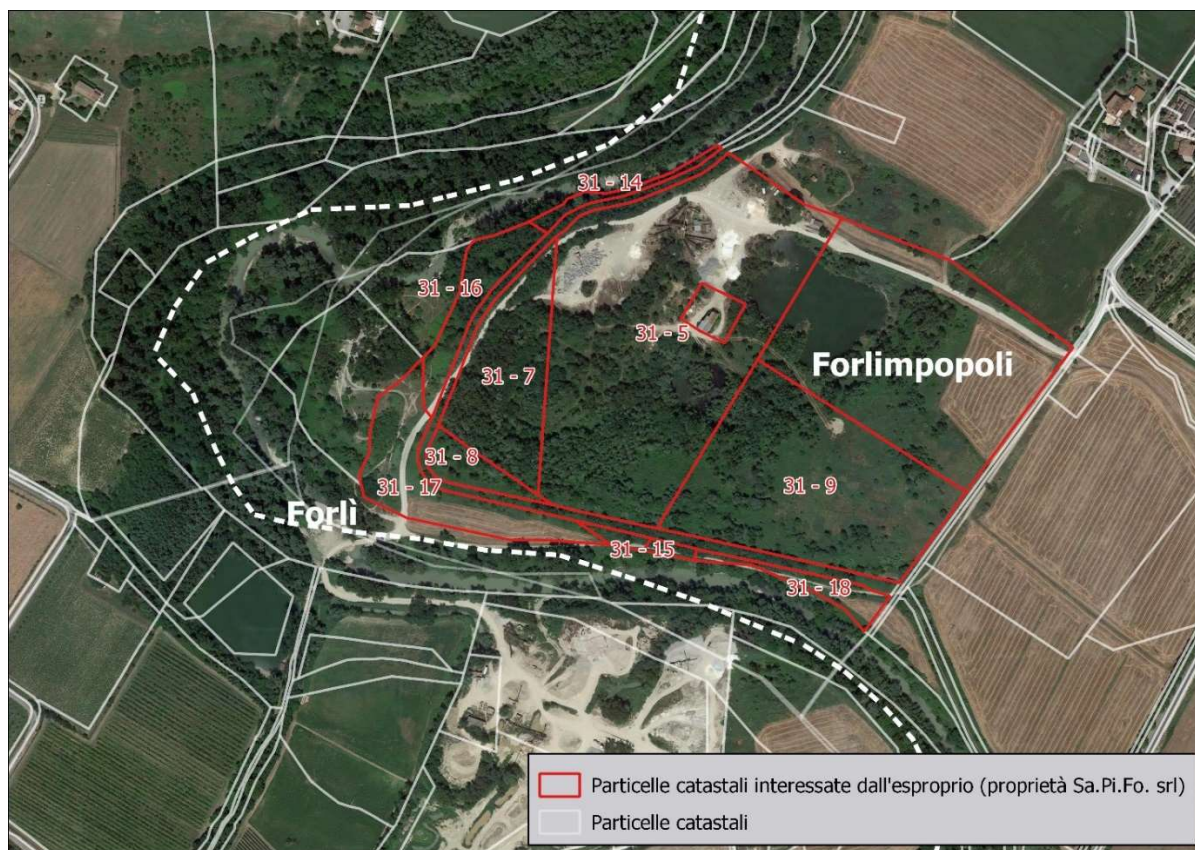 31 - 14
31 - 16
31 - 5
31 - 7
Forlimpopoli
31 - 8
31 - 9
31 - 17
Forlì
31 - 15
31 - 18
Particelle catastali interessate dall'esproprio (proprietà Sa.Pi.Fo. srl)
Particelle catastali